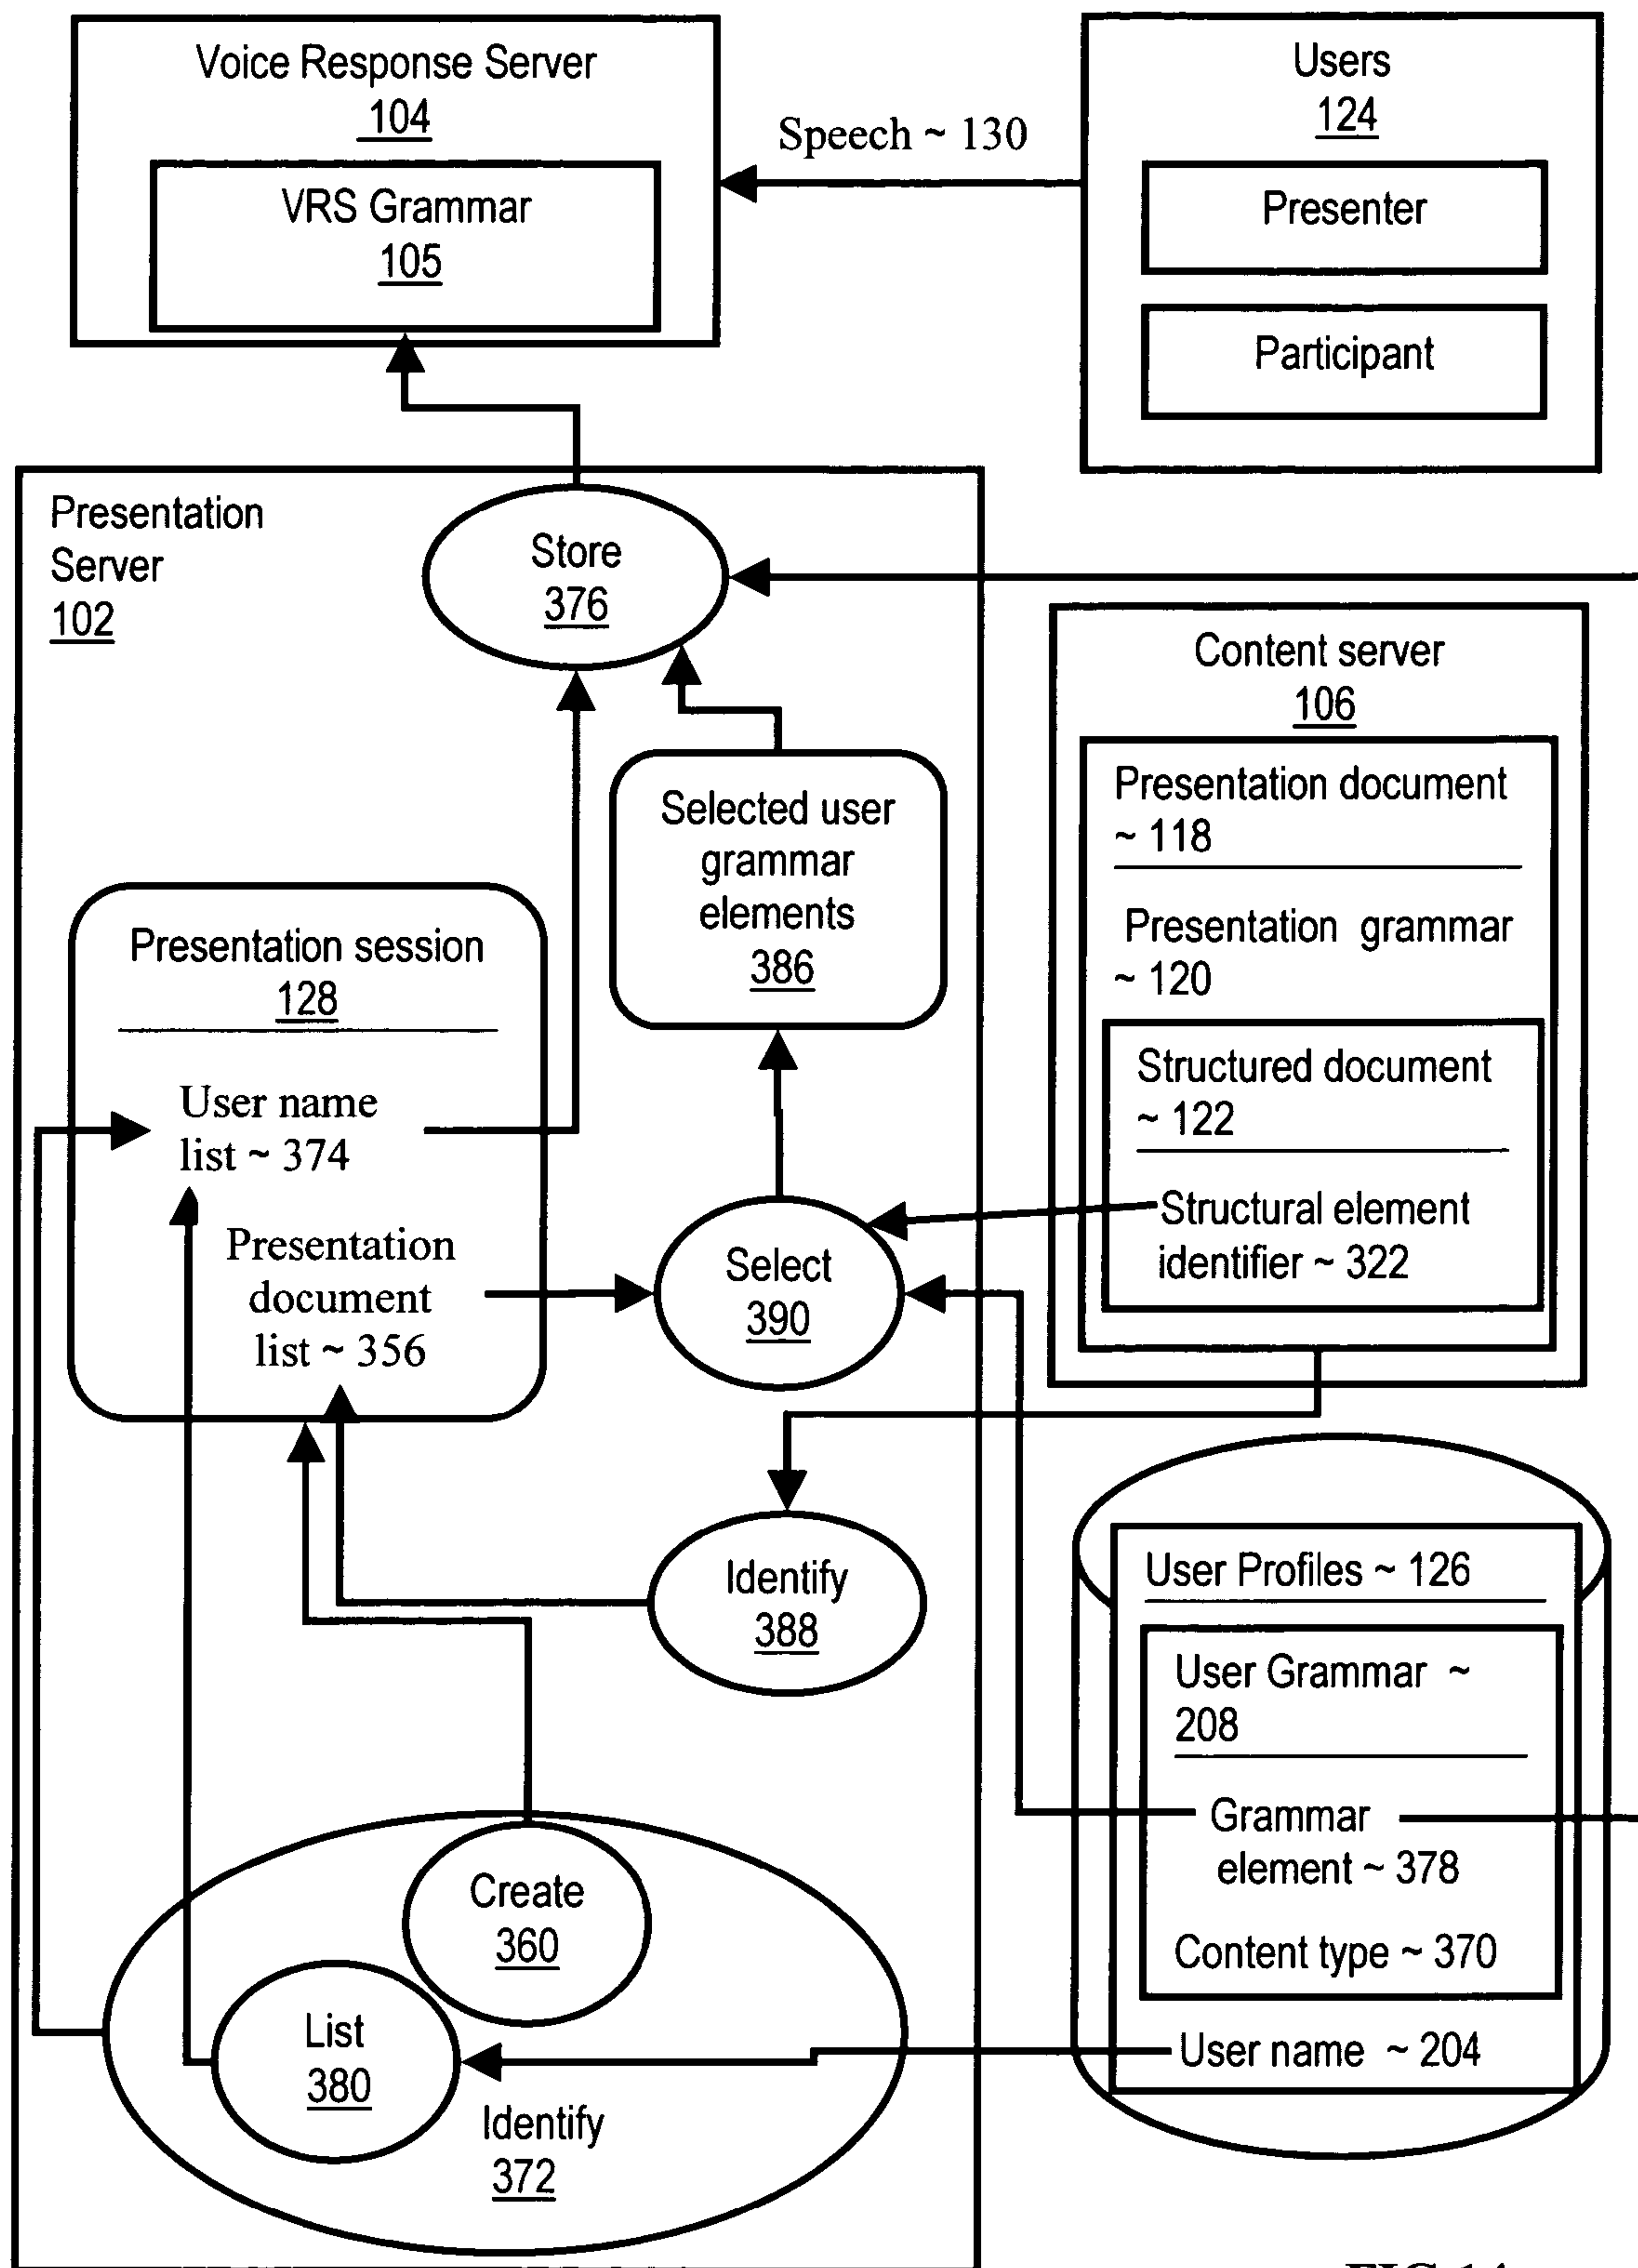 Voice Response Server
104
VRS Grammar
105
Speech ~ 130
Users
124
Presenter
Participant
Presentation
Server
102
Store
376
Selected user
grammar
elements
386
Presentation session
128
User name
list ~ 374
Presentation
document
list ~ 356
Select
390
Identify
388
Create
360
List
380
Identify
372
Content server
106
Presentation document
~ 118
Presentation grammar
~ 120
Structured document
~ 122
Structural element
identifier ~ 322
User Profiles ~ 126
User Grammar ~
208
Grammar
element ~ 378
Content type ~ 370
User name ~ 204